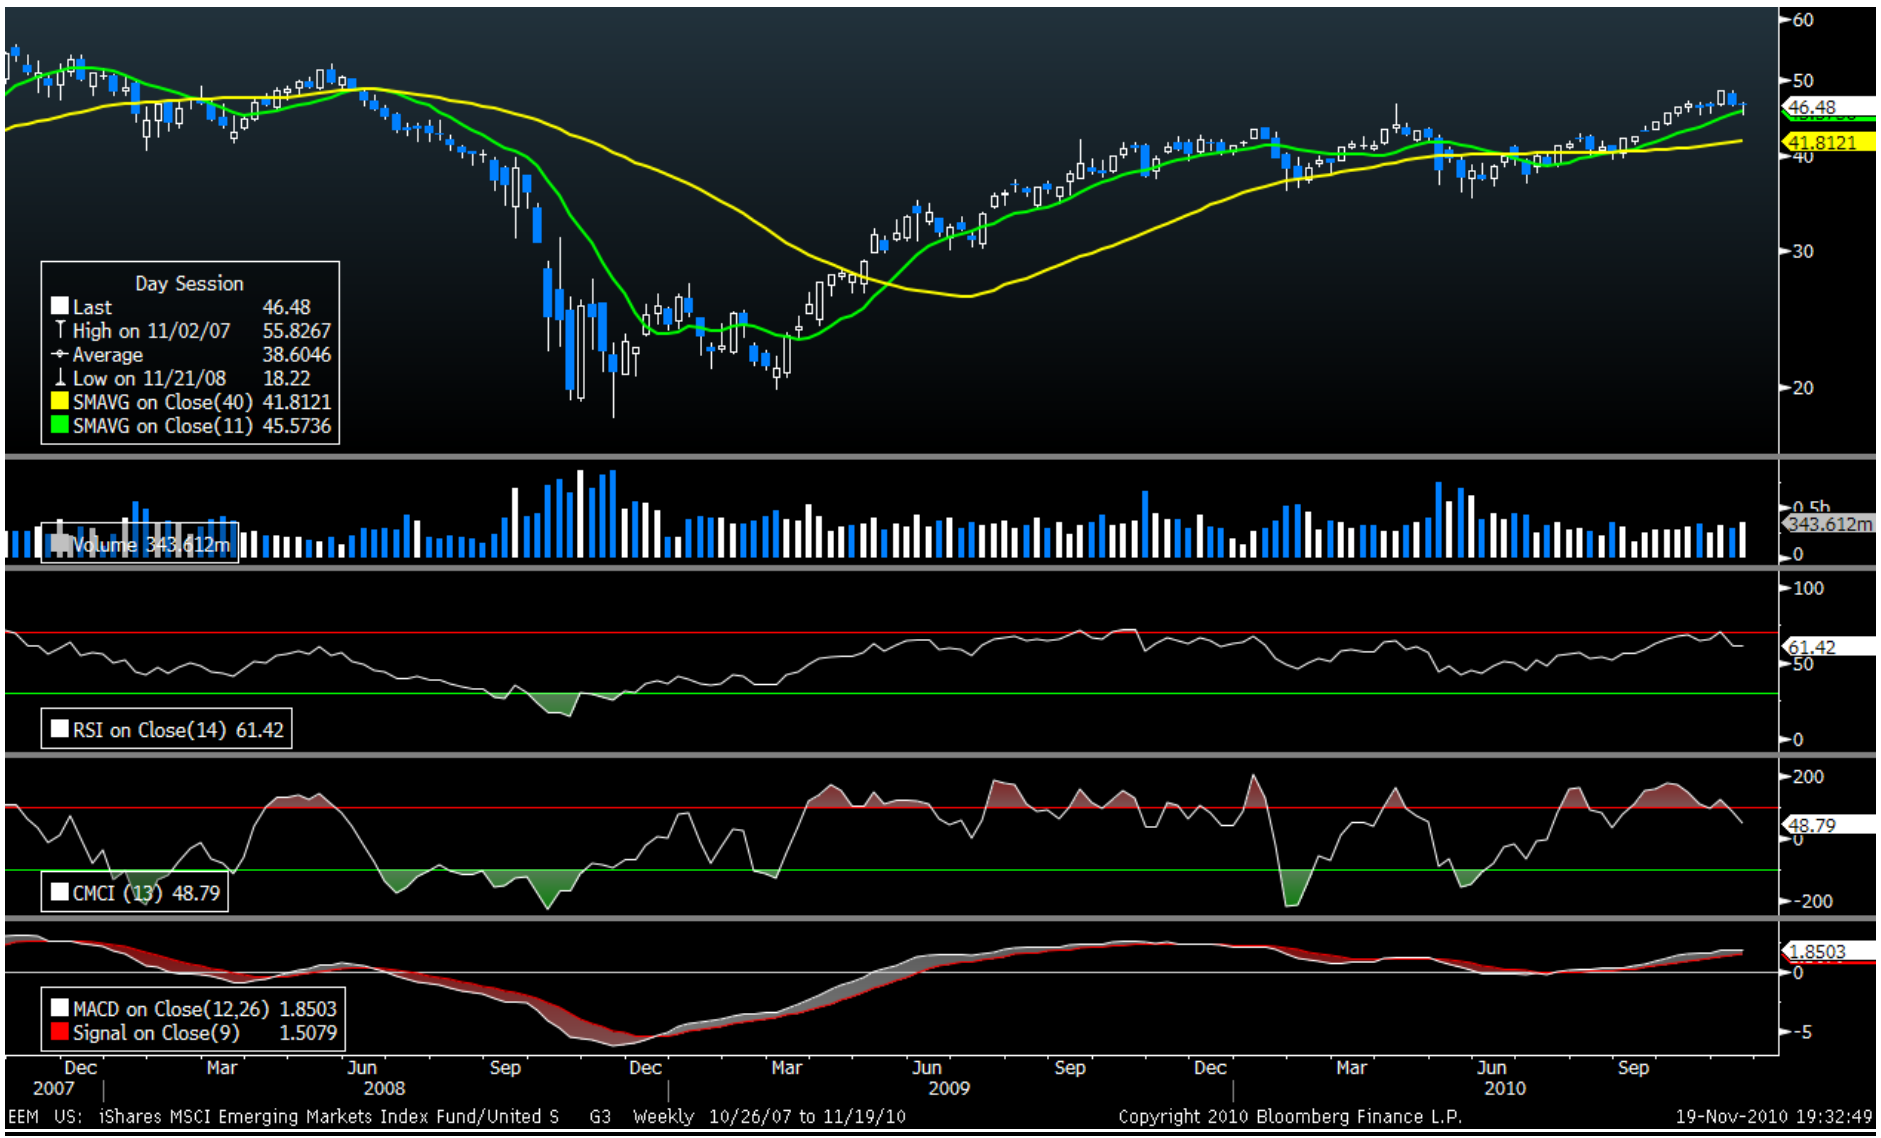 60
50
46.48
41.8121
40
30
20
Day Session
Last 46.48
High on 11/02/07 55.8267
Average 38.6046
Low on 11/21/08 18.22
SMAVG on Close(40) 41.8121
SMAVG on Close(11) 45.5736
0.5b
343.612m
0
Volume 343.612m
100
61.42
50
0
RSI on Close(14) 61.42
200
48.79
0
-200
CMCI (13) 48.79
1.8503
0
-5
MACD on Close(12,26) 1.8503
Signal on Close(9) 1.5079
Dec Mar Jun Sep Dec Mar Jun Sep Dec Mar Jun Sep
2007 2008 2009 2010
EEM US: iShares MSCI Emerging Markets Index Fund/United S G3 Weekly 10/26/07 to 11/19/10 Copyright 2010 Bloomberg Finance L.P. 19-Nov-2010 19:32:49